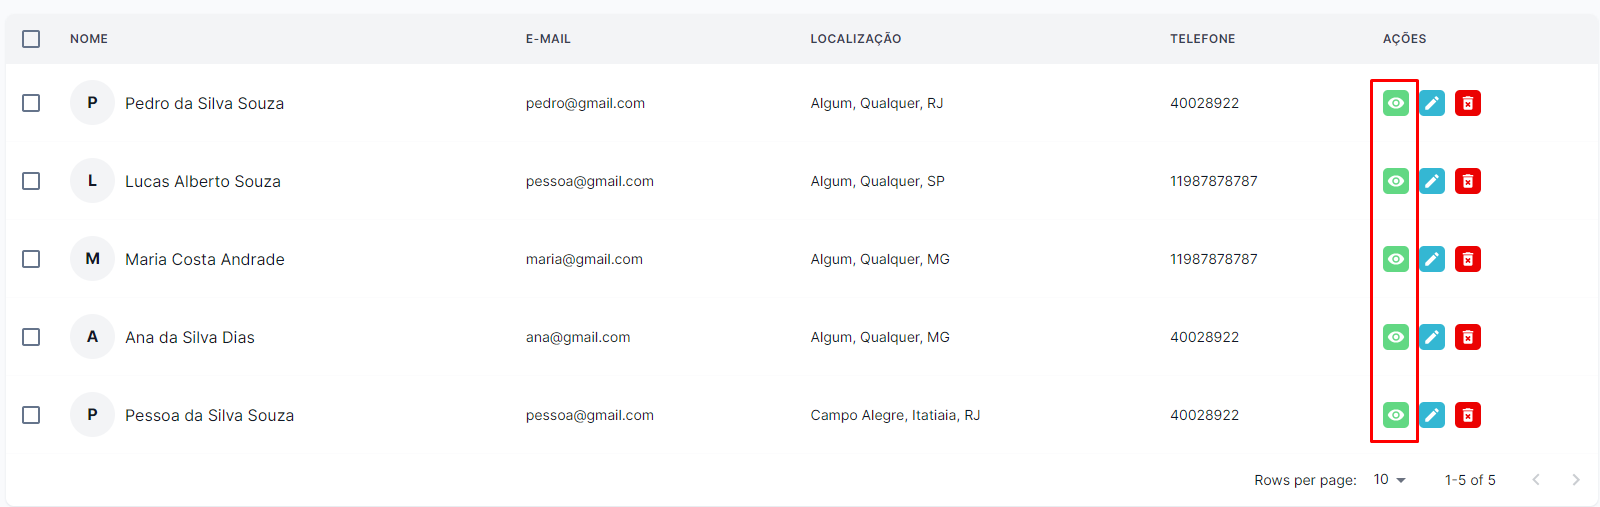 NOME E-MAIL LOCALIZAÇÃO TELEFONE AÇÕES
P Pedro da Silva Souza pedro@gmail.com Algum, Qualquer, RJ 40028922
L Lucas Alberto Souza pessoa@gmail.com Algum, Qualquer, SP 11987878787
M Maria Costa Andrade maria@gmail.com Algum, Qualquer, MG 11987878787
A Ana da Silva Dias ana@gmail.com Algum, Qualquer, MG 40028922
P Pessoa da Silva Souza pessoa@gmail.com Campo Alegre, Itatiaia, RJ 40028922
Rows per page: 10 1-5 of 5